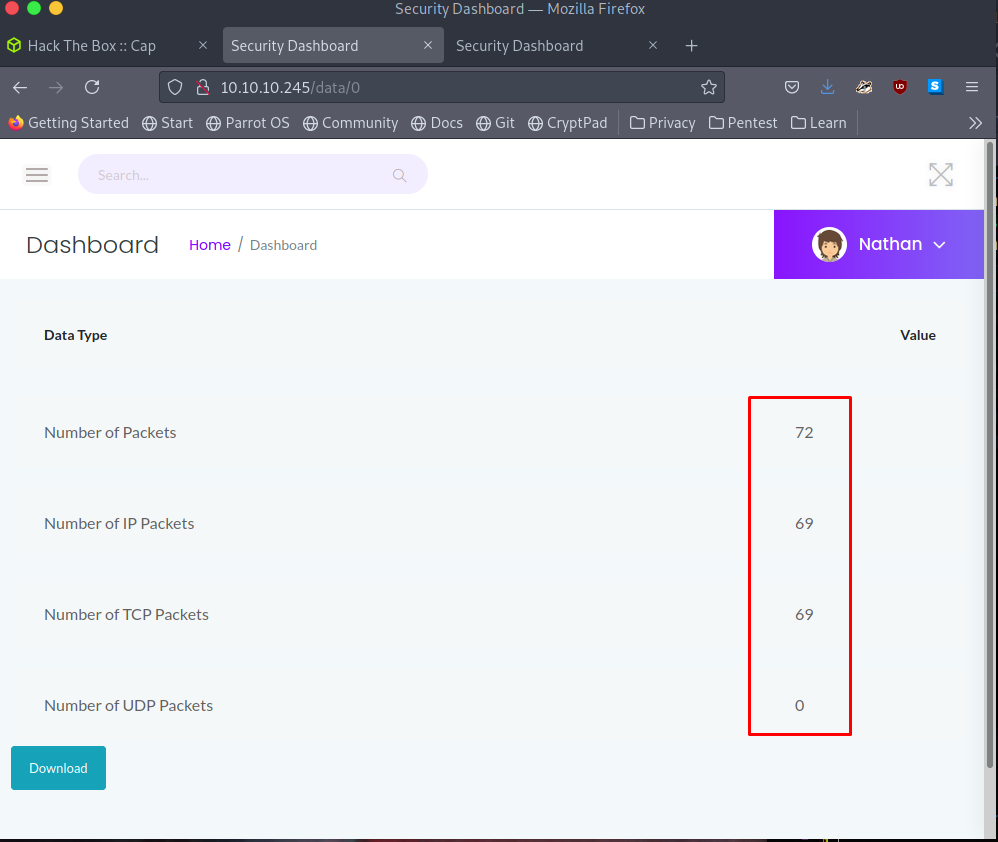 Security Dashboard — Mozilla Firefox
Hack The Box :: Cap
Security Dashboard
Security Dashboard
10.10.10.245/data/0
UD
S
Getting Started
Start
Parrot OS
Community
Docs
Git
CryptPad
Privacy
Pentest
Learn
Search...
Dashboard
Home / Dashboard
Nathan
Data Type Value
Number of Packets 72
Number of IP Packets 69
Number of TCP Packets 69
Number of UDP Packets 0
Download